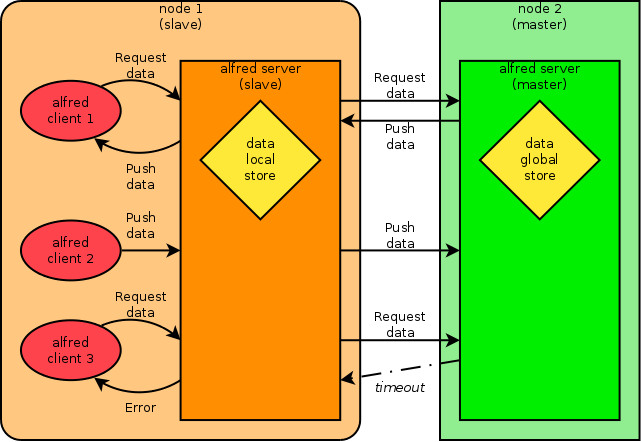 node 1
(slave)
node 2
(master)
alfred server
(slave)
alfred server
(master)
Request
data
alfred
client 1
Push
data
data
local
store
Request
data
Push
data
data
global
store
Push
data
alfred
client 2
Push
data
Request
data
alfred
client 3
Error
Request
data
timeout